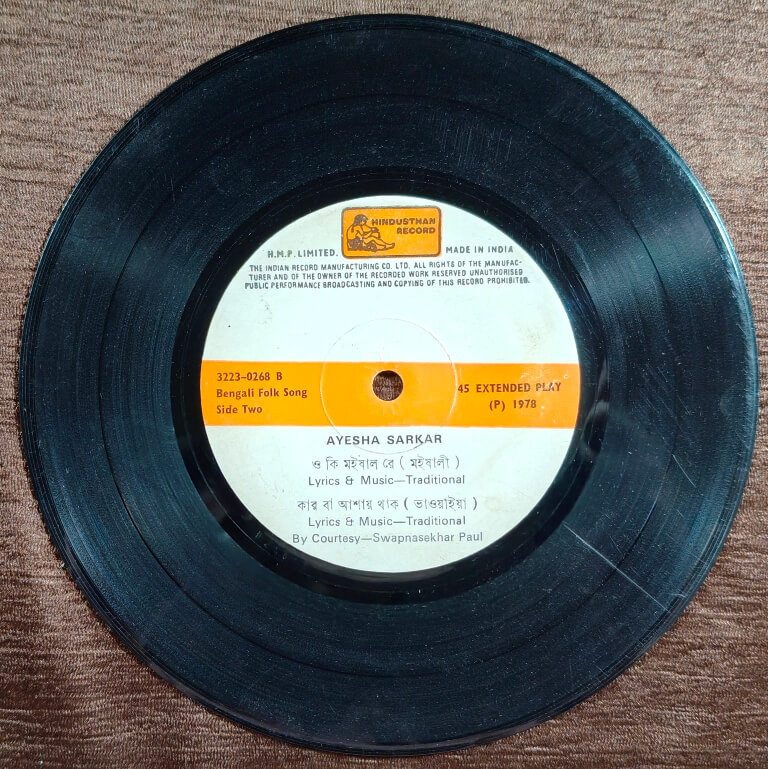 HINDUSTHAN
RECORD
H.M.P. LIMITED. MADE IN INDIA
THE INDIAN RECORD MANUFACTURING CO. LTD. ALL RIGHTS OF THE MANUFAC-
TURER AND OF THE OWNER OF THE RECORDED WORK RESERVED UNAUTHORISED
PUBLIC PERFORMANCE BROADCASTING AND COPYING OF THIS RECORD PROHIBITED.
3223-0268 B
Bengali Folk Song
Side Two
45 EXTENDED PLAY
(P) 1978
AYESHA SARKAR
ও কি মইষাল রে ( মইষালী )
Lyrics & Music—Traditional
কার বা আশায় থাক ( ভাওয়াইয়া )
Lyrics & Music—Traditional
By Courtesy—Swapnasekhar Paul